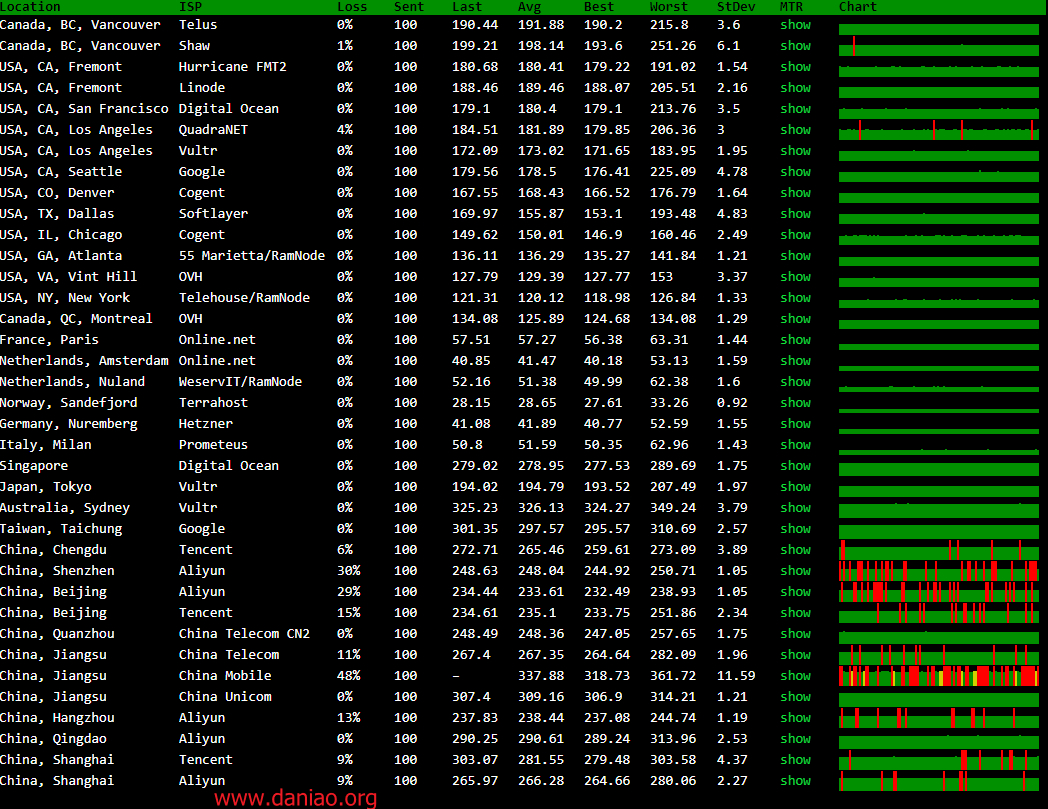 Location ISP Loss Sent Last Avg Best Worst StDev MTR Chart
Canada, BC, Vancouver Telus 0% 100 190.44 191.88 190.2 215.8 3.6 show
Canada, BC, Vancouver Shaw 1% 100 199.21 198.14 193.6 251.26 6.1 show
USA, CA, Fremont Hurricane FMT2 0% 100 180.68 180.41 179.22 191.02 1.54 show
USA, CA, Fremont Linode 0% 100 188.46 189.46 188.07 205.51 2.16 show
USA, CA, San Francisco Digital Ocean 0% 100 179.1 180.4 179.1 213.76 3.5 show
USA, CA, Los Angeles QuadraNET 4% 100 184.51 181.89 179.85 206.36 3 show
USA, CA, Los Angeles Vultr 0% 100 172.09 173.02 171.65 183.95 1.95 show
USA, CA, Seattle Google 0% 100 179.56 178.5 176.41 225.09 4.78 show
USA, CO, Denver Cogent 0% 100 167.55 168.43 166.52 176.79 1.64 show
USA, TX, Dallas Softlayer 0% 100 169.97 155.87 153.1 193.48 4.83 show
USA, IL, Chicago Cogent 0% 100 149.62 150.01 146.9 160.46 2.49 show
USA, GA, Atlanta 55 Marietta/RamNode 0% 100 136.11 136.29 135.27 141.84 1.21 show
USA, VA, Vint Hill OVH 0% 100 127.79 129.39 127.77 153 3.37 show
USA, NY, New York Telehouse/RamNode 0% 100 121.31 120.12 118.98 126.84 1.33 show
Canada, QC, Montreal OVH 0% 100 134.08 125.89 124.68 134.08 1.29 show
France, Paris Online.net 0% 100 57.51 57.27 56.38 63.31 1.44 show
Netherlands, Amsterdam Online.net 0% 100 40.85 41.47 40.18 53.13 1.59 show
Netherlands, Nuland WeservIT/RamNode 0% 100 52.16 51.38 49.99 62.38 1.6 show
Norway, Sandefjord Terrahost 0% 100 28.15 28.65 27.61 33.26 0.92 show
Germany, Nuremberg Hetzner 0% 100 41.08 41.89 40.77 52.59 1.55 show
Italy, Milan Prometeus 0% 100 50.8 51.59 50.35 62.96 1.43 show
Singapore Digital Ocean 0% 100 279.02 278.95 277.53 289.69 1.75 show
Japan, Tokyo Vultr 0% 100 194.02 194.79 193.52 207.49 1.97 show
Australia, Sydney Vultr 0% 100 325.23 326.13 324.27 349.24 3.79 show
Taiwan, Taichung Google 0% 100 301.35 297.57 295.57 310.69 2.57 show
China, Chengdu Tencent 6% 100 272.71 265.46 259.61 273.09 3.89 show
China, Shenzhen Aliyun 30% 100 248.63 248.04 244.92 250.71 1.05 show
China, Beijing Aliyun 29% 100 234.44 233.61 232.49 238.93 1.05 show
China, Beijing Tencent 15% 100 234.61 235.1 233.75 251.86 2.34 show
China, Quanzhou China Telecom CN2 0% 100 248.49 248.36 247.05 257.65 1.75 show
China, Jiangsu China Telecom 11% 100 267.4 267.35 264.64 282.09 1.96 show
China, Jiangsu China Mobile 48% 100 – 337.88 318.73 361.72 11.59 show
China, Jiangsu China Unicom 0% 100 307.4 309.16 306.9 314.21 1.21 show
China, Hangzhou Aliyun 13% 100 237.83 238.44 237.08 244.74 1.19 show
China, Qingdao Aliyun 0% 100 290.25 290.61 289.24 313.96 2.53 show
China, Shanghai Tencent 9% 100 303.07 281.55 279.48 303.58 4.37 show
China, Shanghai Aliyun 9% 100 265.97 266.28 264.66 280.06 2.27 show
www.daniao.org